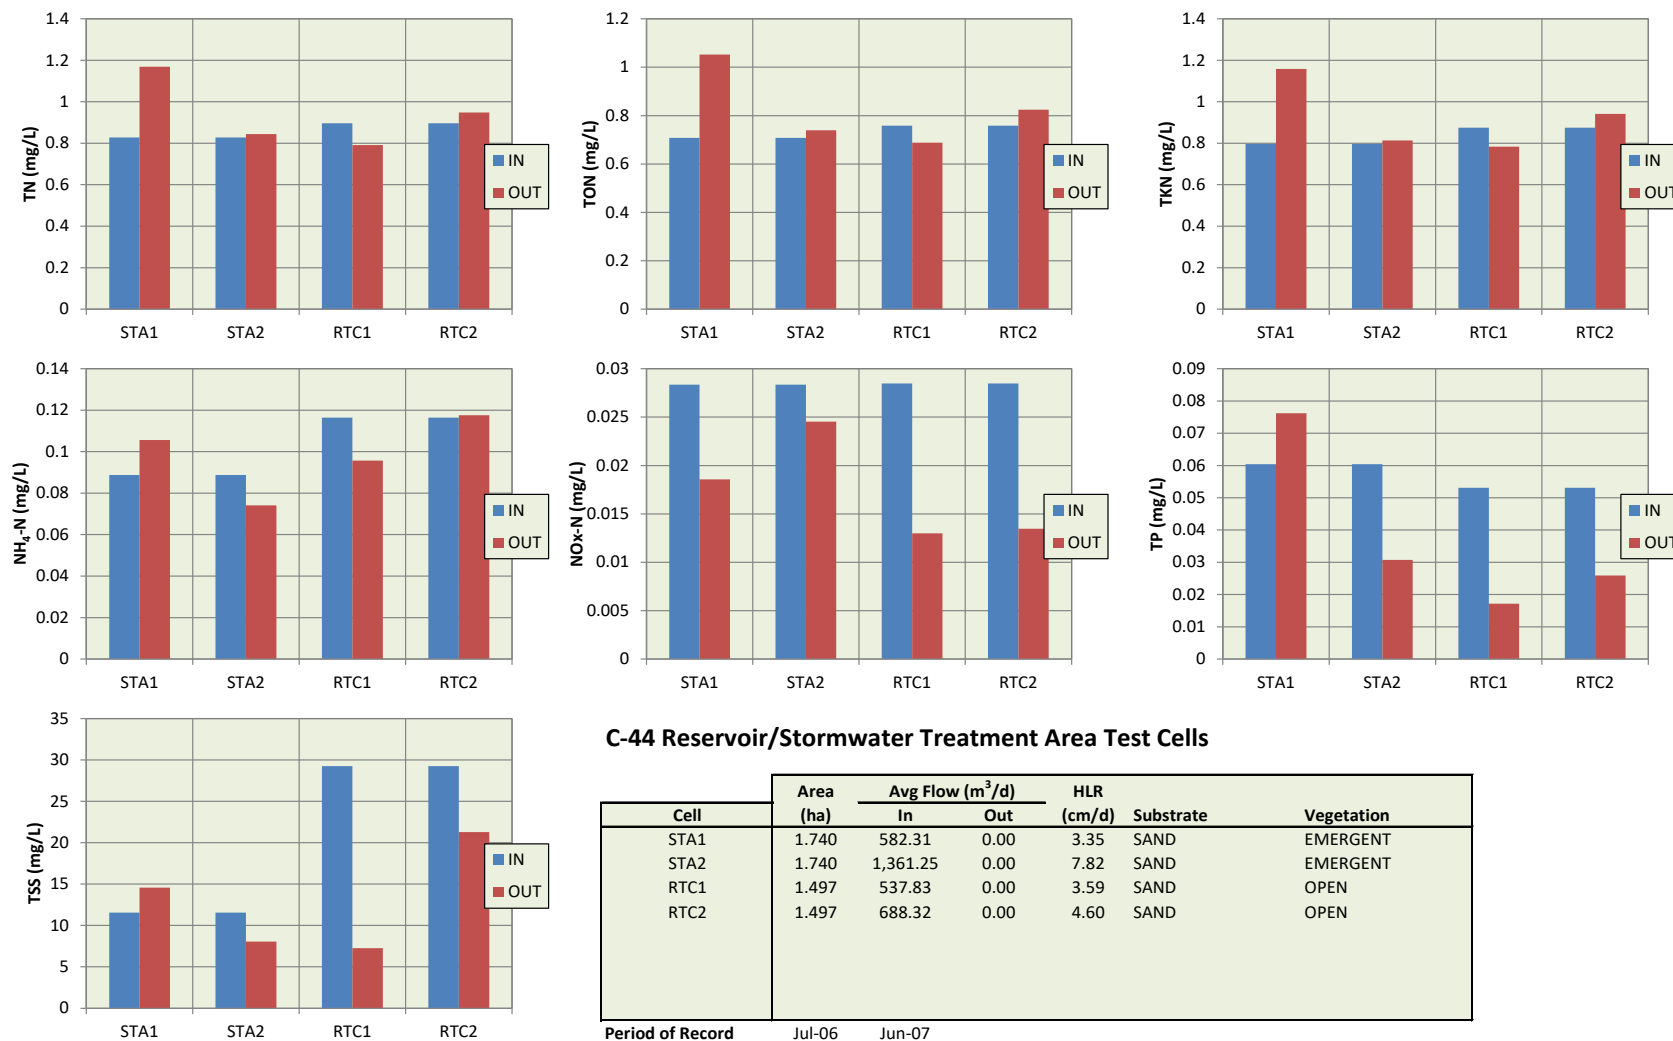 TN (mg/L)
1.4
1.2
1
0.8
0.6
0.4
0.2
0
STA1 STA2 RTC1 RTC2
IN
OUT
TON (mg/L)
1.2
1
0.8
0.6
0.4
0.2
0
STA1 STA2 RTC1 RTC2
IN
OUT
TKN (mg/L)
1.4
1.2
1
0.8
0.6
0.4
0.2
0
STA1 STA2 RTC1 RTC2
IN
OUT
NH4-N (mg/L)
0.14
0.12
0.1
0.08
0.06
0.04
0.02
0
STA1 STA2 RTC1 RTC2
IN
OUT
NOx-N (mg/L)
0.03
0.025
0.02
0.015
0.01
0.005
0
STA1 STA2 RTC1 RTC2
IN
OUT
TP (mg/L)
0.09
0.08
0.07
0.06
0.05
0.04
0.03
0.02
0.01
0
STA1 STA2 RTC1 RTC2
IN
OUT
TSS (mg/L)
35
30
25
20
15
10
5
0
STA1 STA2 RTC1 RTC2
IN
OUT
C-44 Reservoir/Stormwater Treatment Area Test Cells
Area Avg Flow (m³/d) HLR
Cell (ha) In Out (cm/d) Substrate Vegetation
STA1 1.740 582.31 0.00 3.35 SAND EMERGENT
STA2 1.740 1,361.25 0.00 7.82 SAND EMERGENT
RTC1 1.497 537.83 0.00 3.59 SAND OPEN
RTC2 1.497 688.32 0.00 4.60 SAND OPEN
Period of Record Jul-06 Jun-07